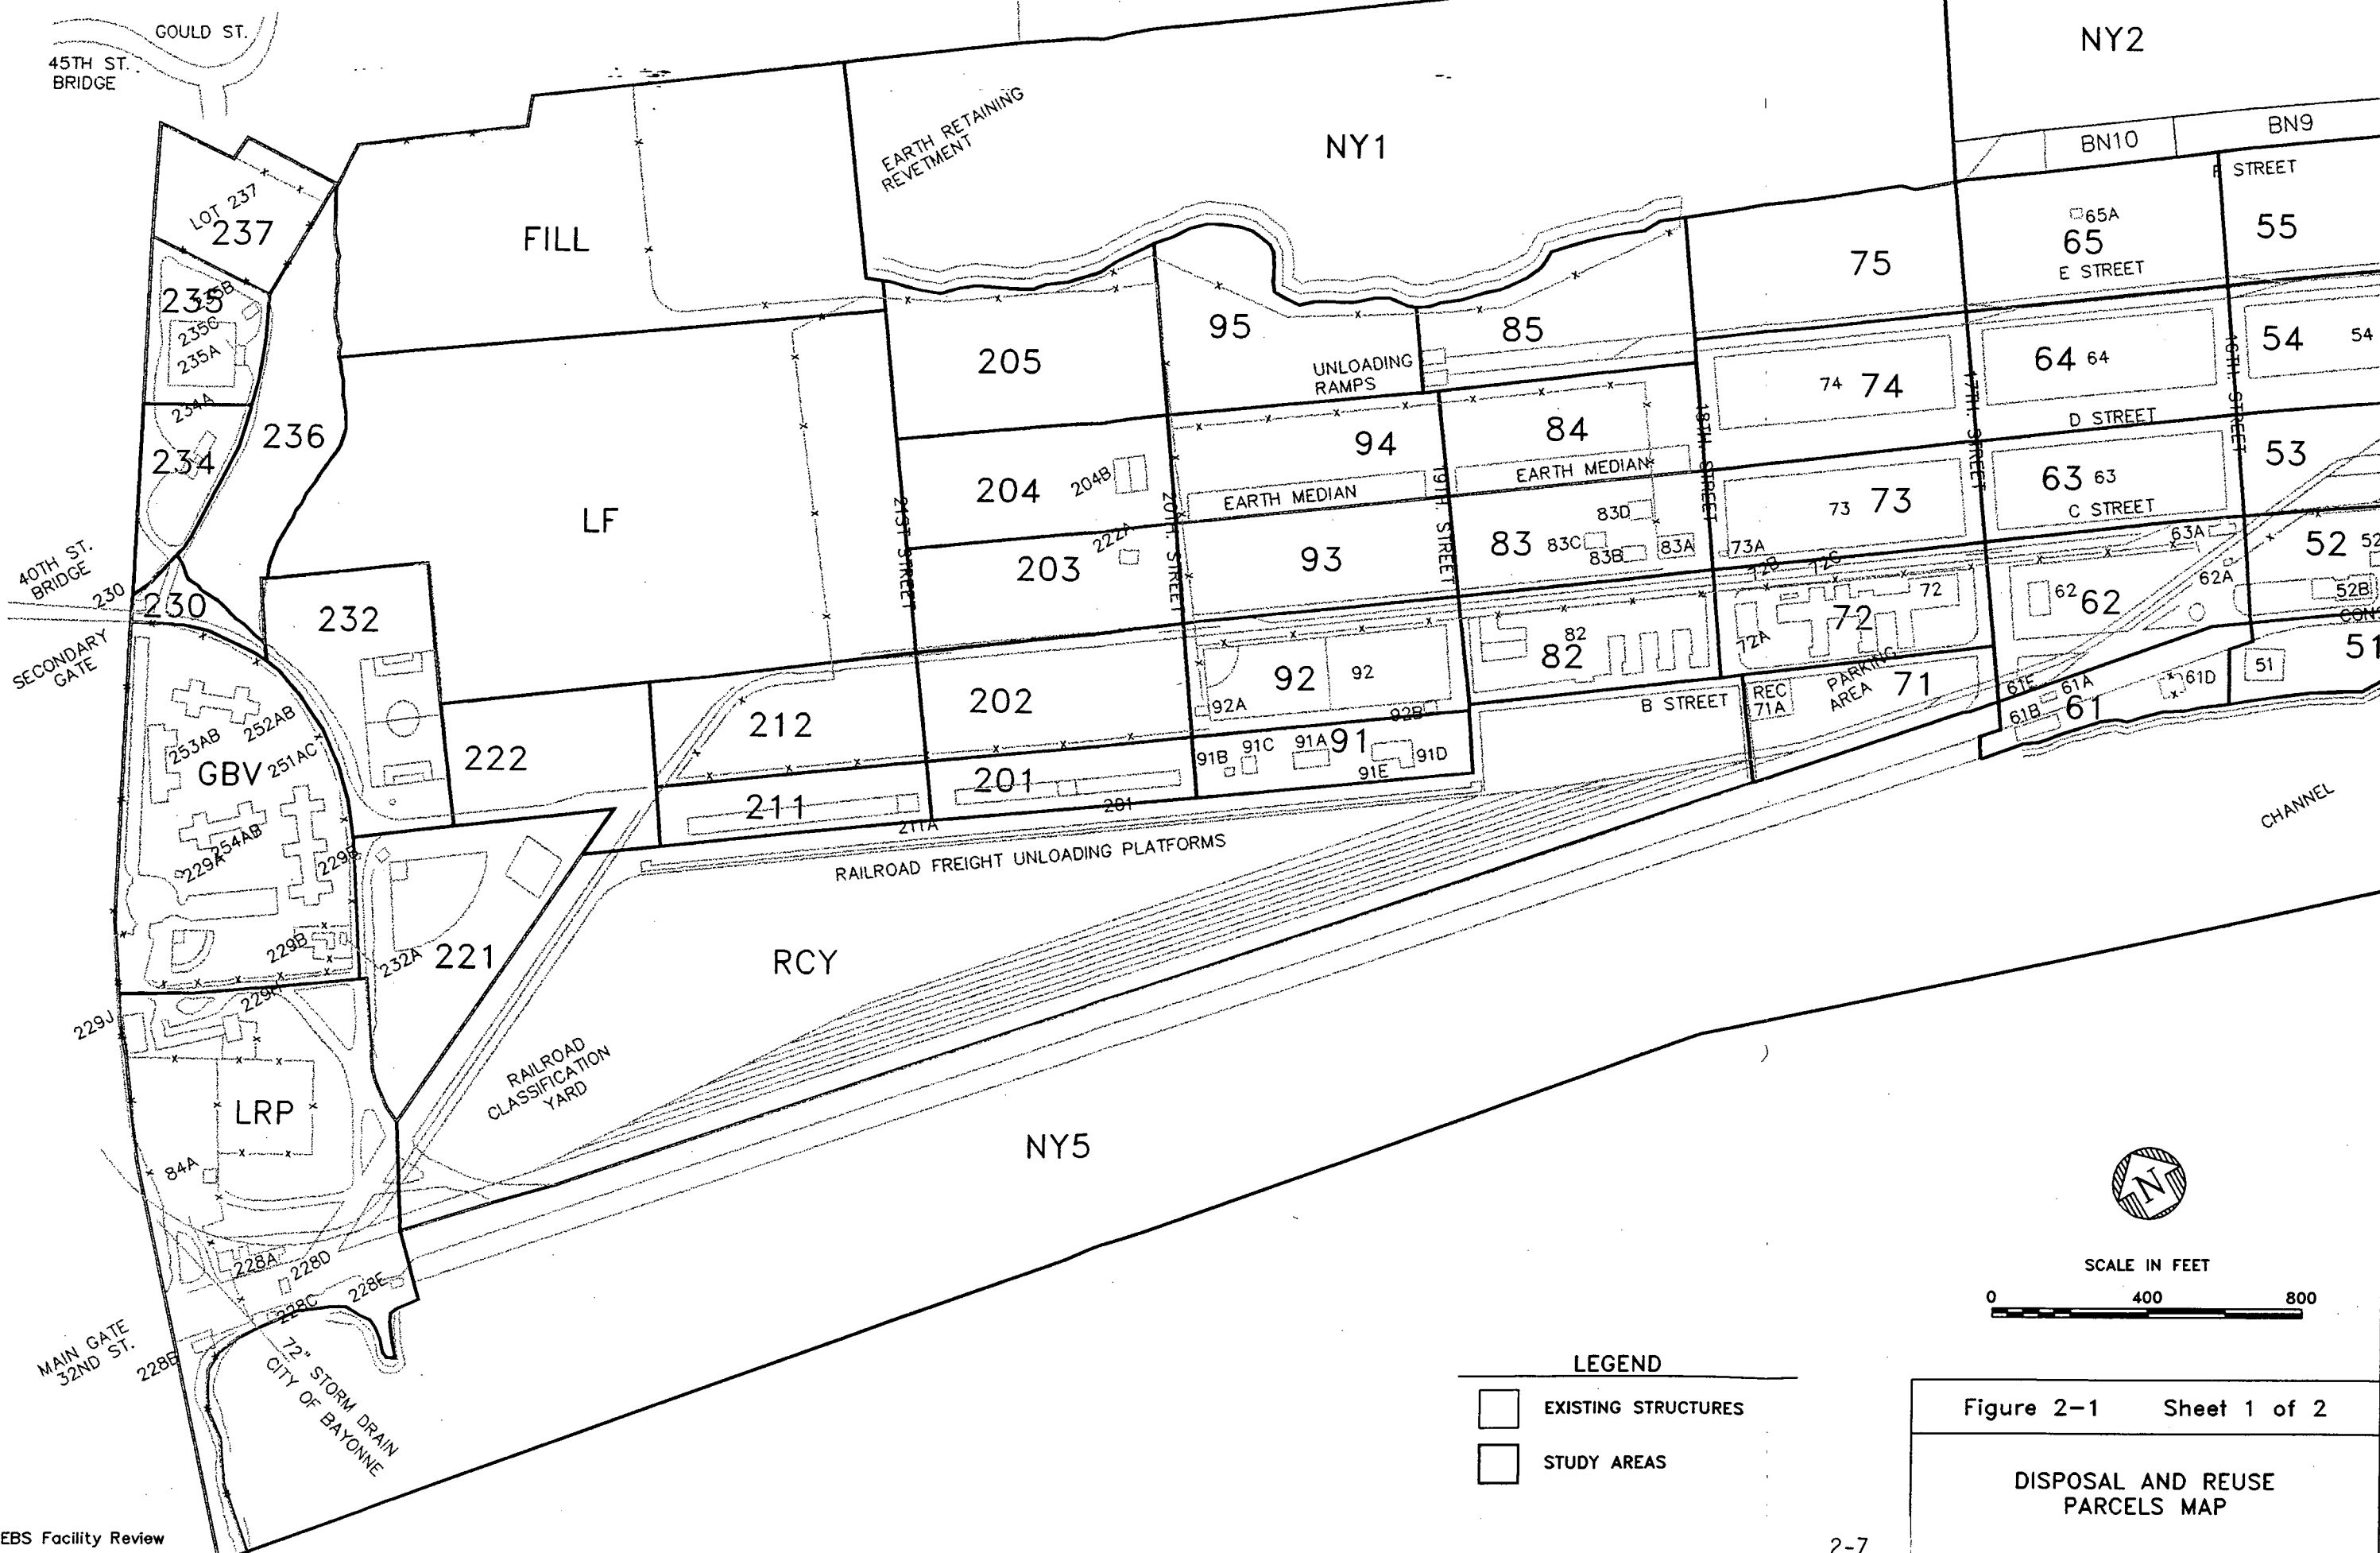 GOULD ST.
45TH ST.
BRIDGE
NY2
BN10
BN9
F STREET
NY1
EARTH RETAINING
REVETMENT
LOT 237
237
FILL
65A
65
E STREET
55
75
235
235B
235C
235A
234A
234
236
205
95
85
UNLOADING
RAMPS
74 74
64 64
54 54
16TH STREET
17TH. STREET
18TH. STREET
D STREET
94
84
EARTH MEDIAN
EARTH MEDIAN
19TH. STREET
20TH. STREET
21ST STREET
204
204B
LF
53
63 63
C STREET
73 73
73A
83D
83 83C
83B
83A
93
203
222A
63A
52 52
52B
62A
62 62
72B
72C
72
72
72A
82
82
40TH ST.
BRIDGE
230
230
SECONDARY
GATE
232
92
92
92A
92B
202
212
222
B STREET
REC
71A
PARKING
AREA
71
61E
61A
61B
61
61D
51
51
CHANNEL
253AB
252AB
GBV
251AC
254AB
229A
229E
229B
232A
221
91B
91C
91A
91
91D
91E
201
201
211
211A
RAILROAD FREIGHT UNLOADING PLATFORMS
RCY
229H
229J
RAILROAD
CLASSIFICATION
YARD
LRP
84A
NY5
228A
228D
228C
228E
228B
MAIN GATE
32ND ST.
72" STORM DRAIN
CITY OF BAYONNE
N
SCALE IN FEET
0 400 800
LEGEND
EXISTING STRUCTURES
STUDY AREAS
Figure 2-1 Sheet 1 of 2
DISPOSAL AND REUSE
PARCELS MAP
EBS Facility Review
2-7